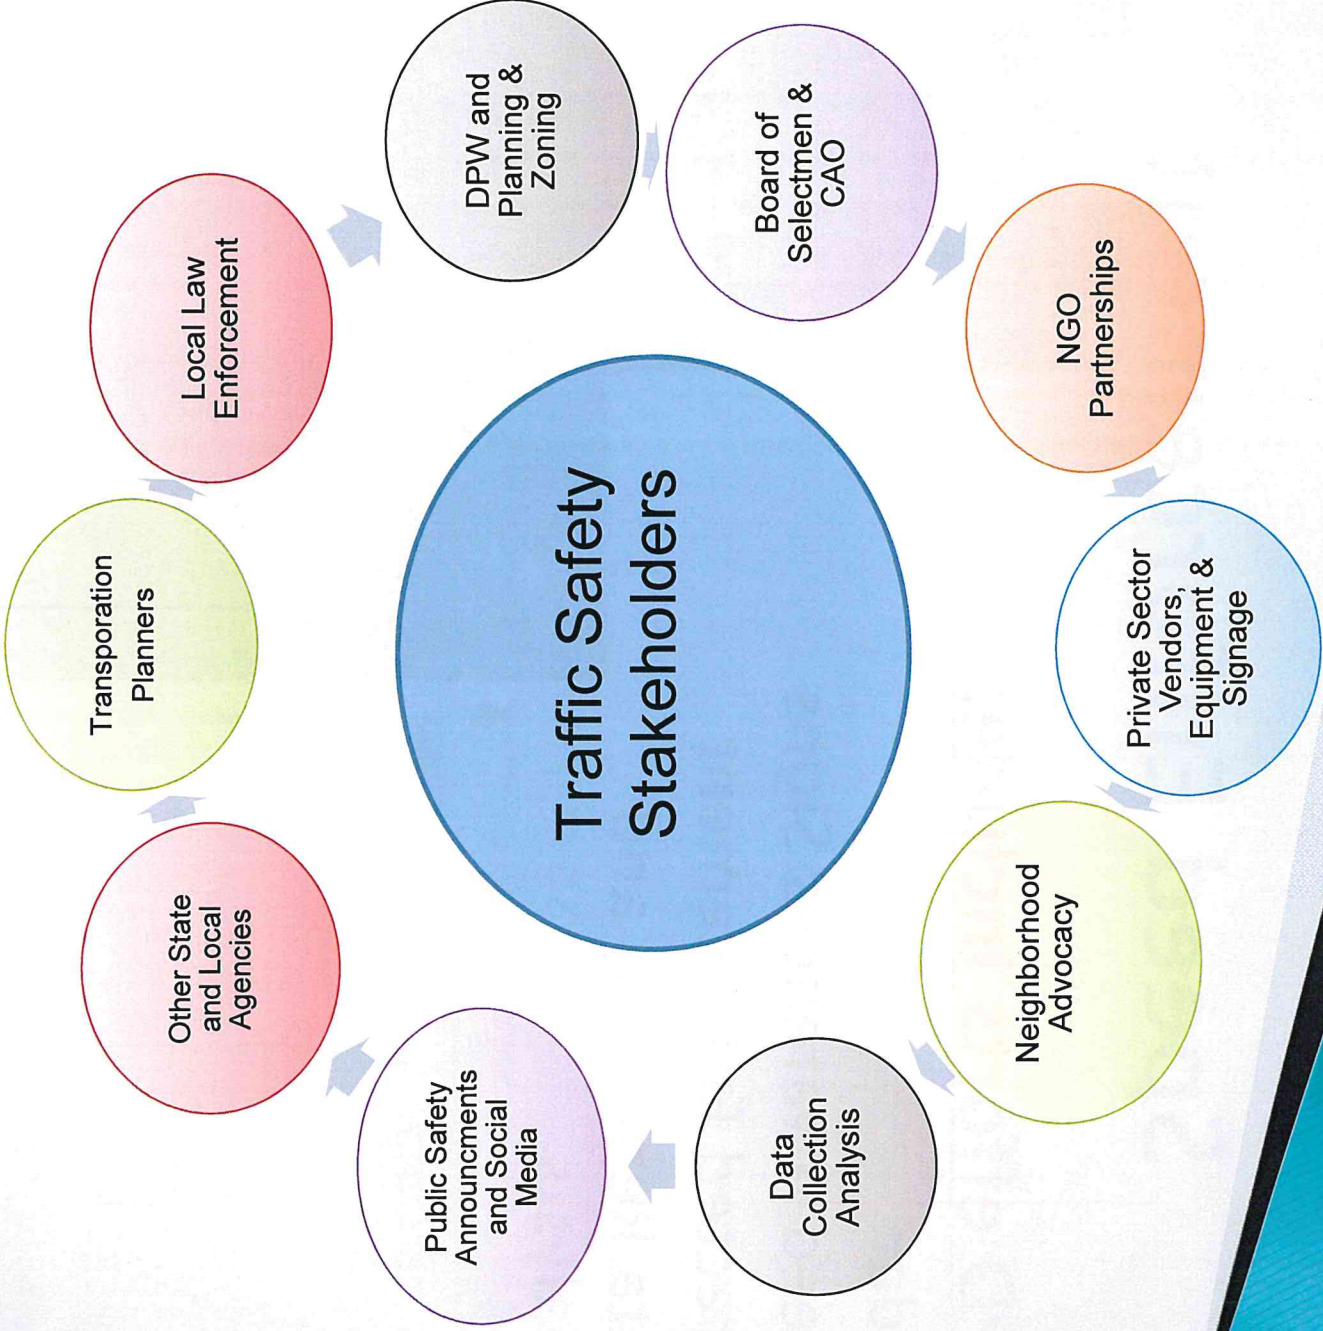 Traffic Safety
Stakeholders
Transporation
Planners
Local Law
Enforcement
DPW and
Planning &
Zoning
Board of
Selectmen &
CAO
NGO
Partnerships
Private Sector
Vendors,
Equipment &
Signage
Neighborhood
Advocacy
Data
Collection
Analysis
Public Safety
Announcments
and Social
Media
Other State
and Local
Agencies